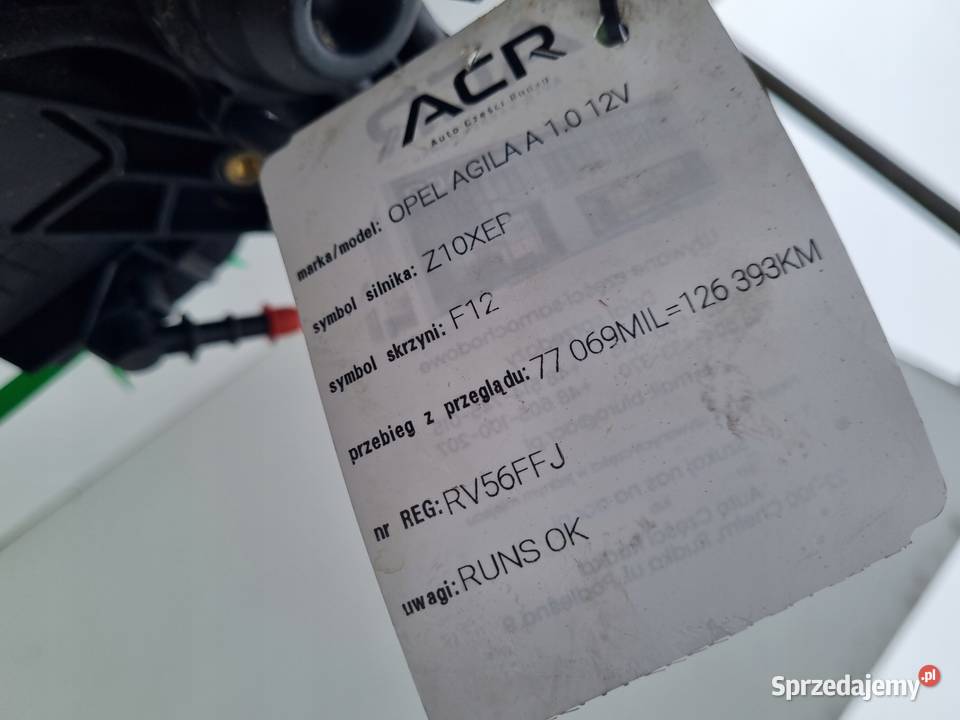 ACR
Auto Części Rudka
marka/model: OPEL AGILA A 1.0 12V
symbol silnika: Z10XEP
symbol skrzyni: F12
przebieg z przeglądu: 77 069MIL=126 393KM
nr REG: RV56FFJ
uwagi: RUNS OK
Sprzedajemy.pl